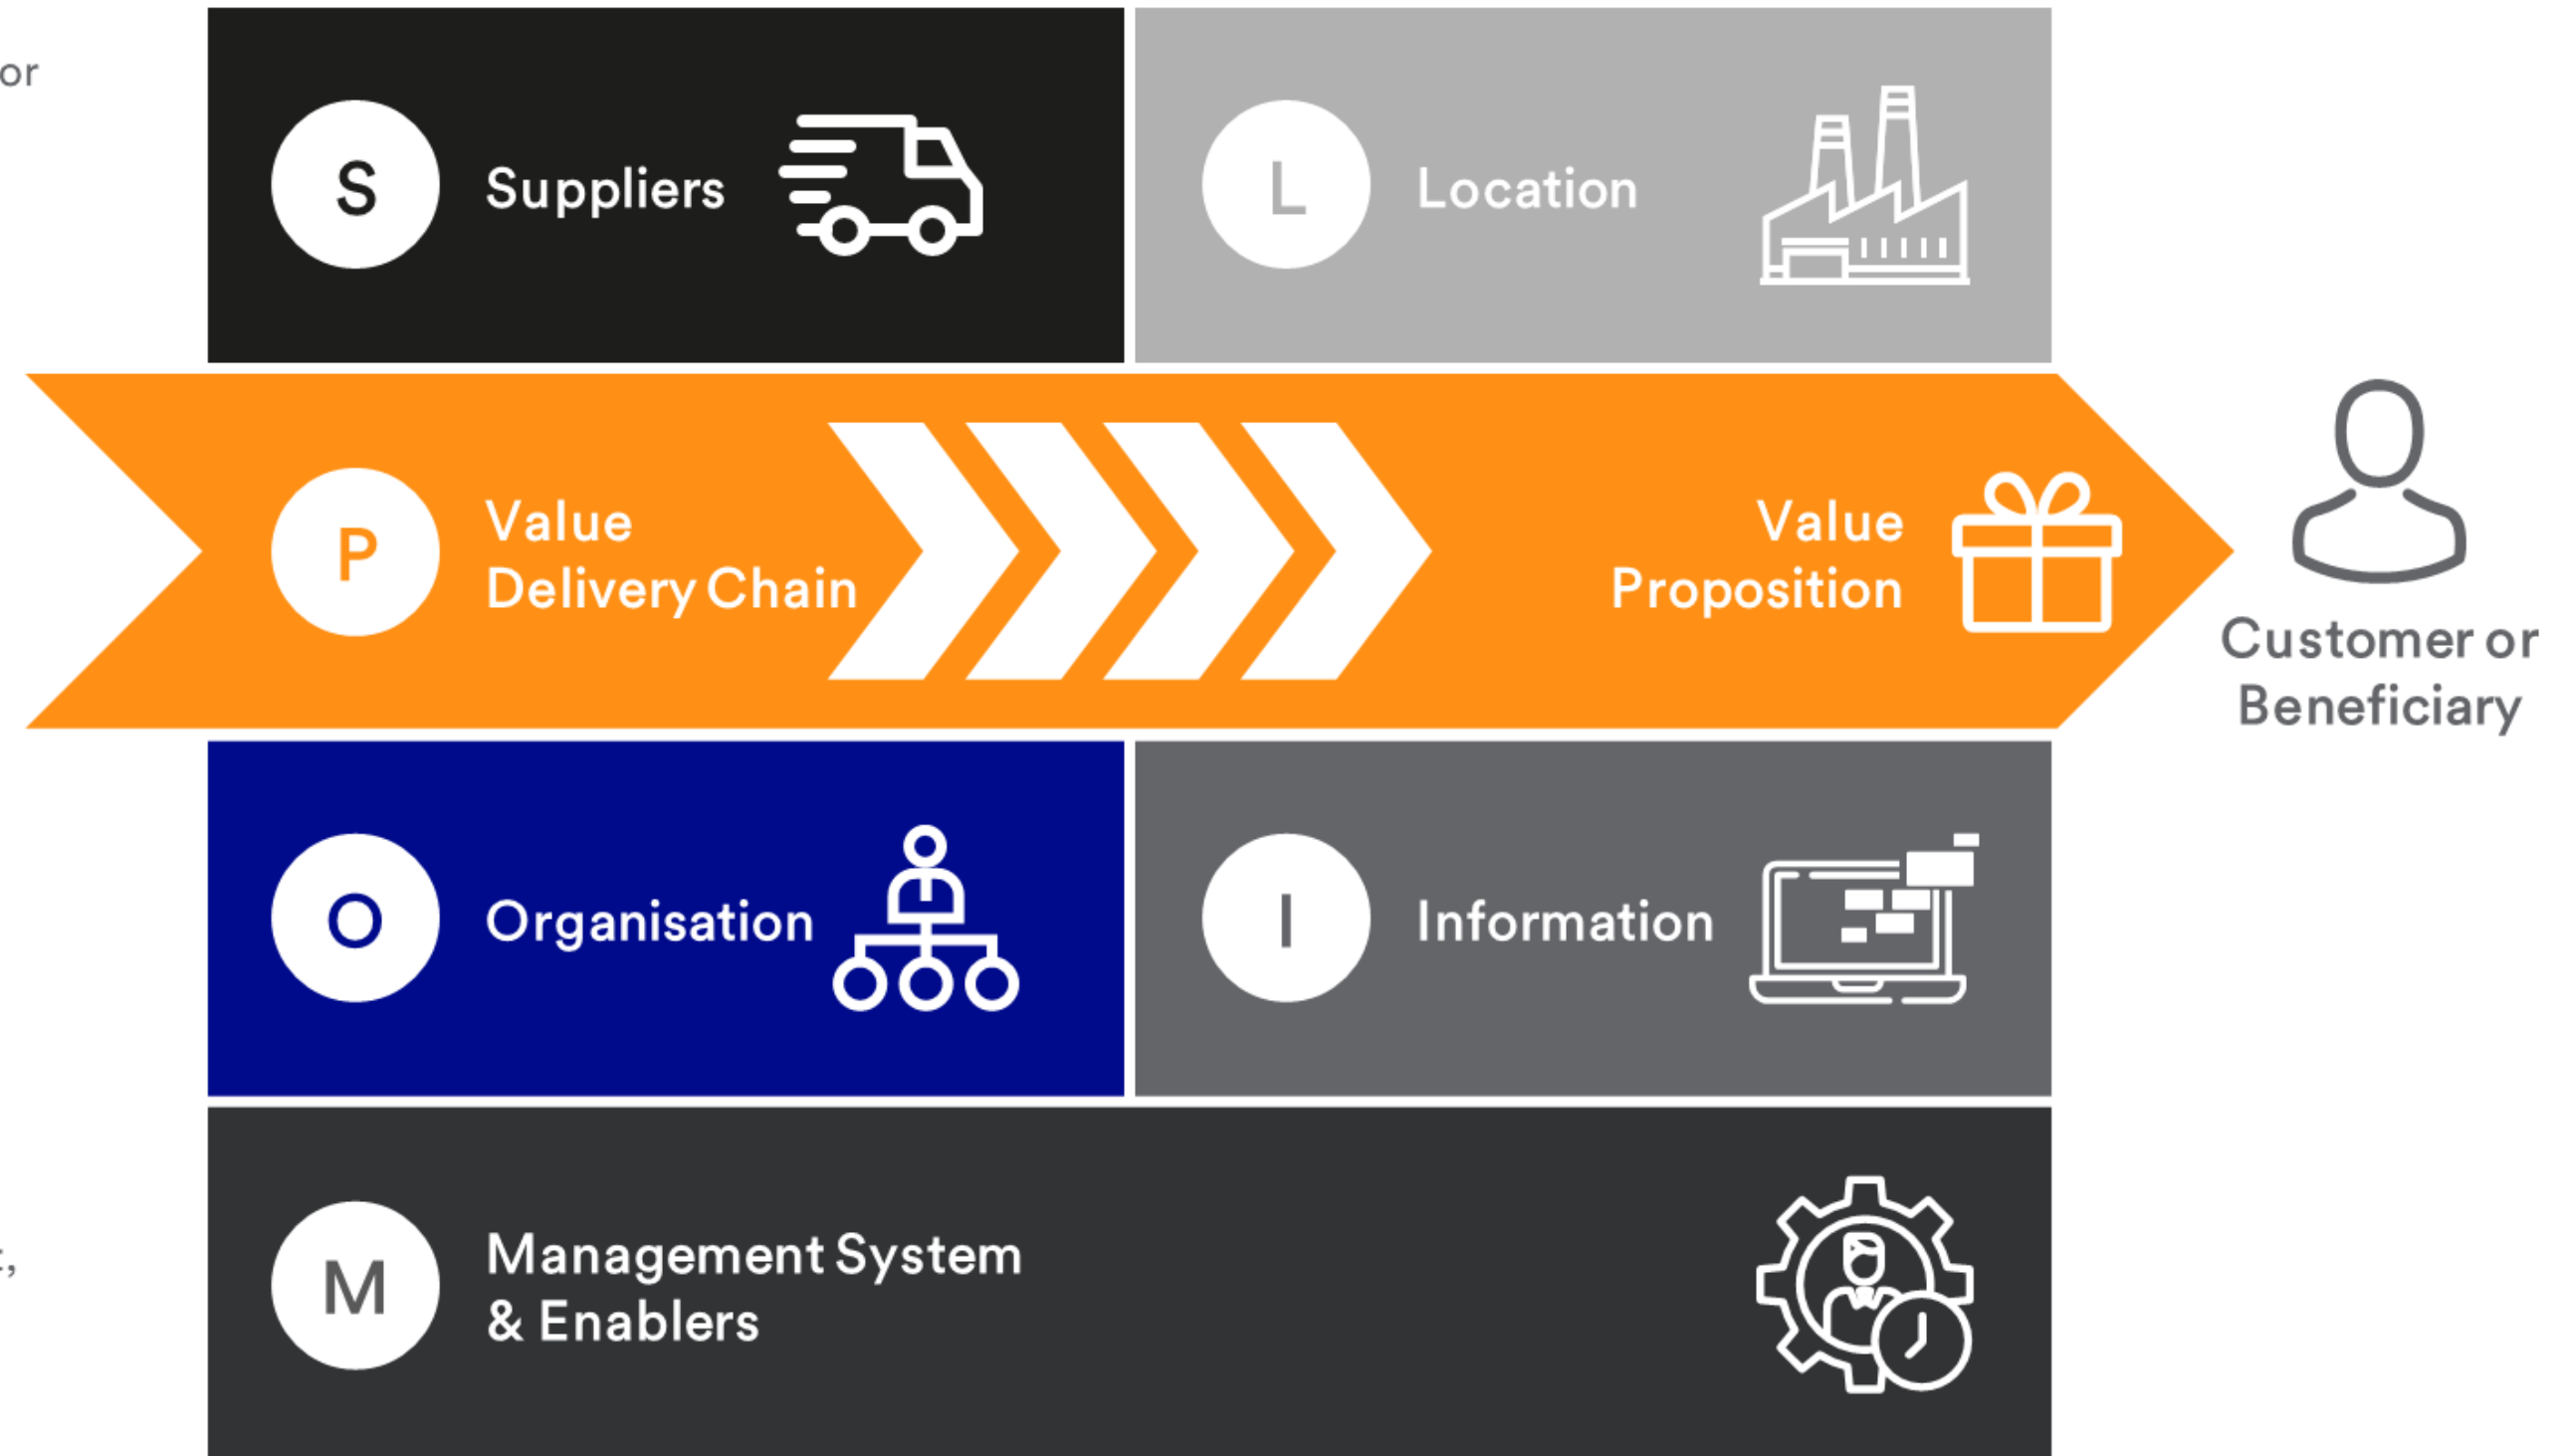 or
S
Suppliers
L
Location
P
Value
Delivery Chain
Value
Proposition
Customer or
Beneficiary
O
Organisation
I
Information
M
Management System
& Enablers